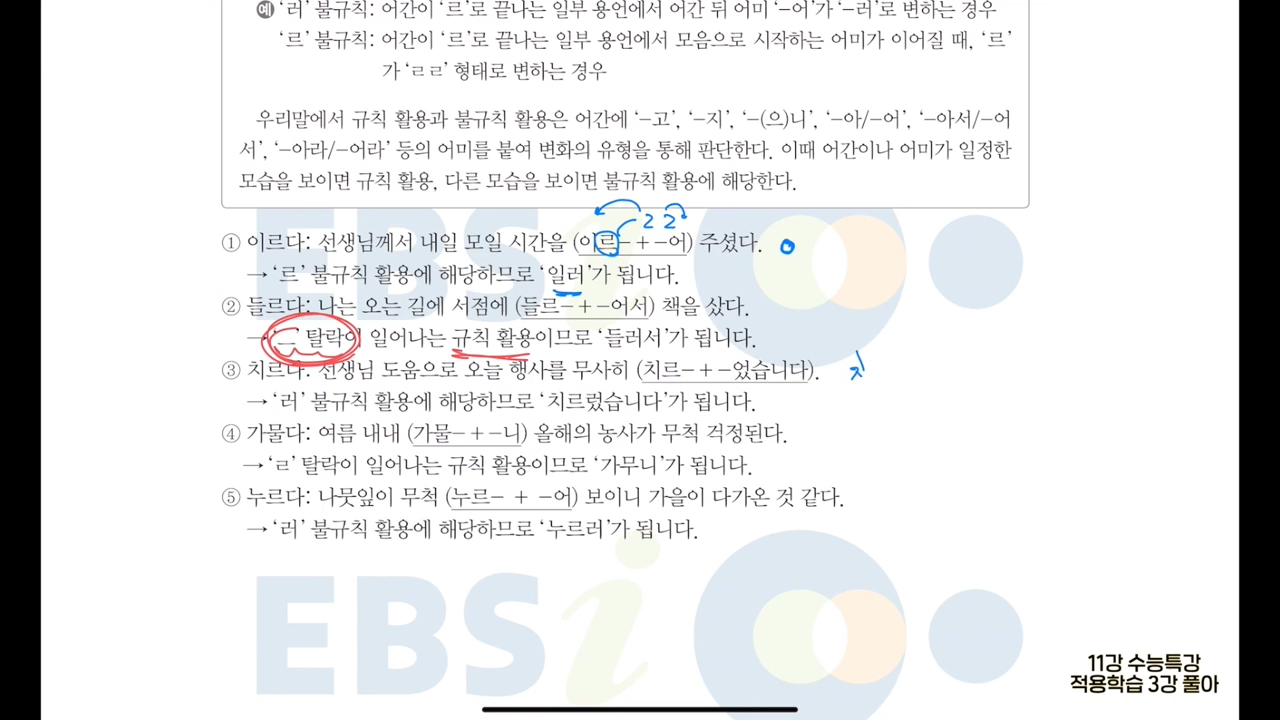 예 ‘러’ 불규칙: 어간이 ‘르’로 끝나는 일부 용언에서 어간 뒤 어미 ‘-어’가 ‘-러’로 변하는 경우
‘르’ 불규칙: 어간이 ‘르’로 끝나는 일부 용언에서 모음으로 시작하는 어미가 이어질 때, ‘르’
가 ‘ㄹㄹ’ 형태로 변하는 경우
우리말에서 규칙 활용과 불규칙 활용은 어간에 ‘-고’, ‘-지’, ‘-(으)니’, ‘-아/-어’, ‘-아서/-어
서’, ‘-아라/-어라’ 등의 어미를 붙여 변화의 유형을 통해 판단한다. 이때 어간이나 어미가 일정한
모습을 보이면 규칙 활용, 다른 모습을 보이면 불규칙 활용에 해당한다.
① 이르다: 선생님께서 내일 모일 시간을 (이르- + -어) 주셨다.
→ ‘르’ 불규칙 활용에 해당하므로 ‘일러’가 됩니다.
② 들르다: 나는 오는 길에 서점에 (들르- + -어서) 책을 샀다.
→ ‘ㅡ’ 탈락이 일어나는 규칙 활용이므로 ‘들러서’가 됩니다.
③ 치르다: 선생님 도움으로 오늘 행사를 무사히 (치르- + -었습니다).
→ ‘러’ 불규칙 활용에 해당하므로 ‘치르렀습니다’가 됩니다.
④ 가물다: 여름 내내 (가물- + -니) 올해의 농사가 무척 걱정된다.
→ ‘ㄹ’ 탈락이 일어나는 규칙 활용이므로 ‘가무니’가 됩니다.
⑤ 누르다: 나뭇잎이 무척 (누르- + -어) 보이니 가을이 다가온 것 같다.
→ ‘러’ 불규칙 활용에 해당하므로 ‘누르러’가 됩니다.
EBSi
EBSi
11강 수능특강
적용학습 3강 풀아